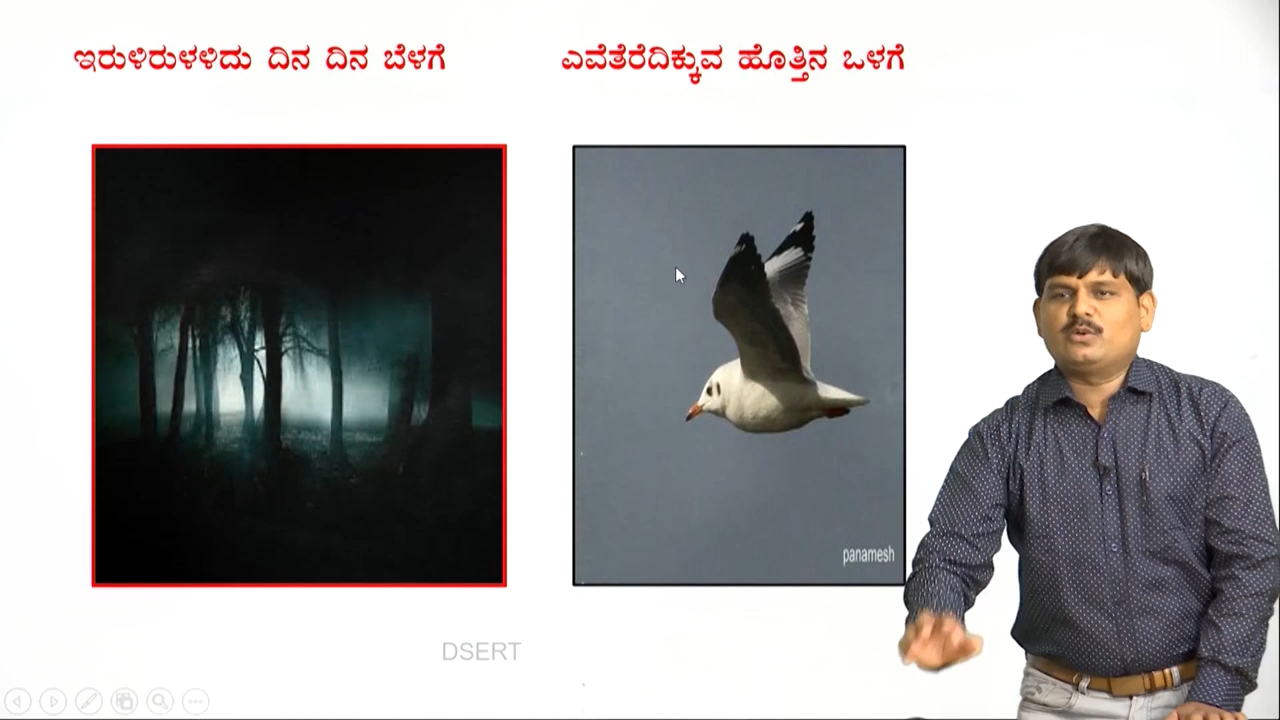 ಇರುಳಿರುಳಳಿದು ದಿನ ದಿನ ಬೆಳಗೆ
ಎವೆತೆರೆದಿಕ್ಕುವ ಹೊತ್ತಿನ ಒಳಗೆ
panamesh
DSERT